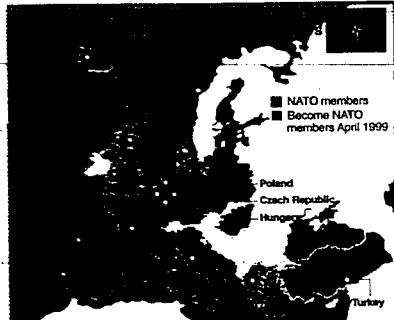 NATO members
Become NATO
members April 1999
Poland
Czech Republic
Hungary
Turkey